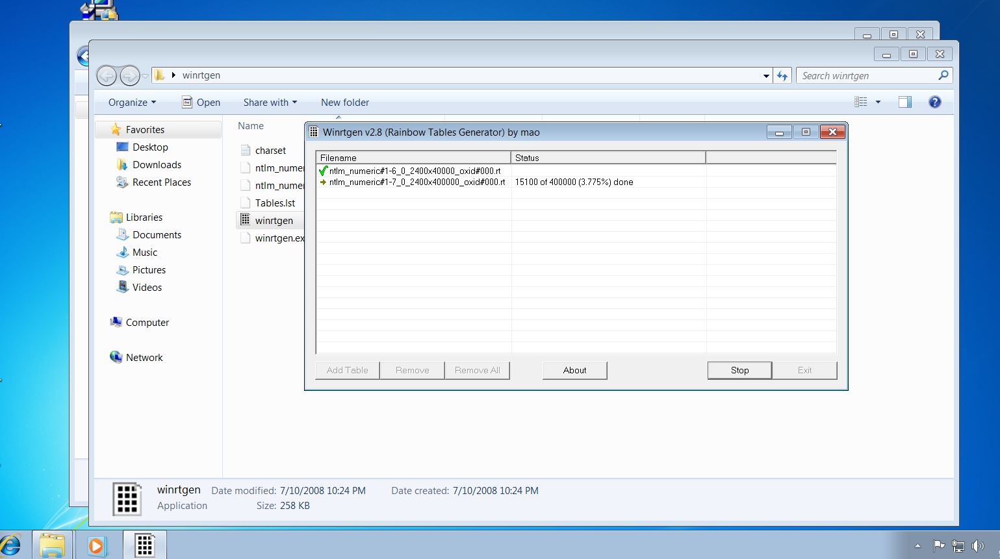 winrtgen
Search winrtgen
Organize
Open
Share with
New folder
Favorites
Desktop
Downloads
Recent Places
Libraries
Documents
Music
Pictures
Videos
Computer
Network
Name
charset
ntlm_numer
ntlm_numer
Tables.lst
winrtgen
winrtgen.ex
Winrtgen v2.8 (Rainbow Tables Generator) by mao
Filename Status
ntlm_numeric#1-6_0_2400x40000_oxid#000.rt
ntlm_numeric#1-7_0_2400x400000_oxid#000.rt 15100 of 400000 (3.775%) done
Add Table Remove Remove All About Stop Exit
winrtgen Date modified: 7/10/2008 10:24 PM Date created: 7/10/2008 10:24 PM
Application Size: 258 KB